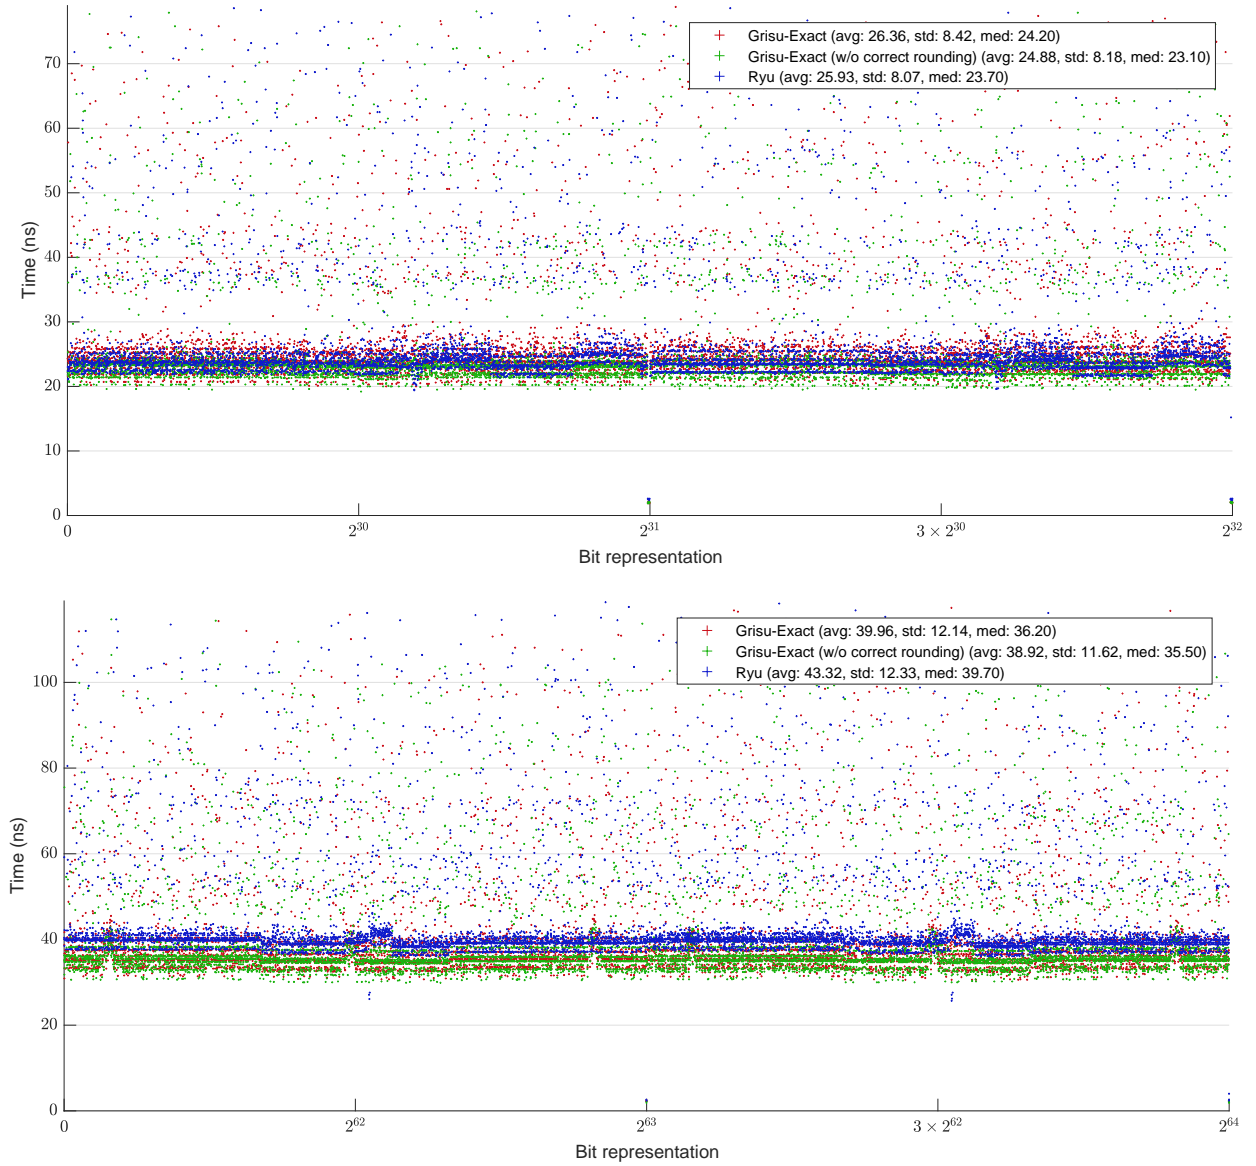 Grisu-Exact (avg: 26.36, std: 8.42, med: 24.20)
Grisu-Exact (w/o correct rounding) (avg: 24.88, std: 8.18, med: 23.10)
Ryu (avg: 25.93, std: 8.07, med: 23.70)
70
60
50
40
30
20
10
0
Time (ns)
0
2^30
2^31
3 × 2^30
2^32
Bit representation
Grisu-Exact (avg: 39.96, std: 12.14, med: 36.20)
Grisu-Exact (w/o correct rounding) (avg: 38.92, std: 11.62, med: 35.50)
Ryu (avg: 43.32, std: 12.33, med: 39.70)
100
80
60
40
20
0
Time (ns)
0
2^62
2^63
3 × 2^62
2^64
Bit representation